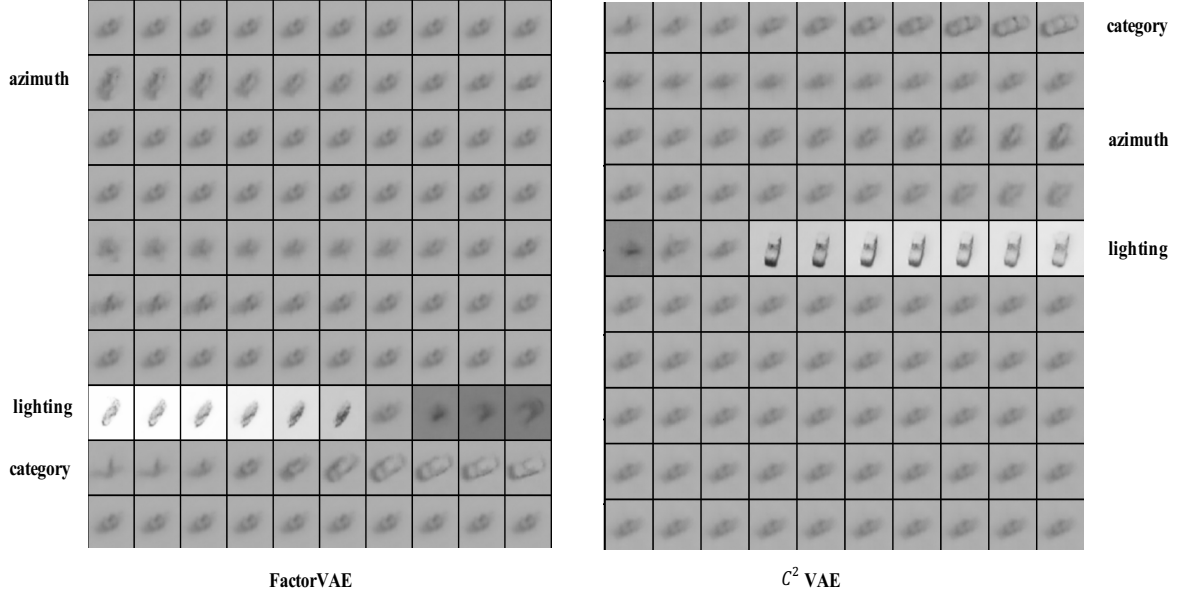 category
azimuth
azimuth
lighting
lighting
category
FactorVAE
C² VAE